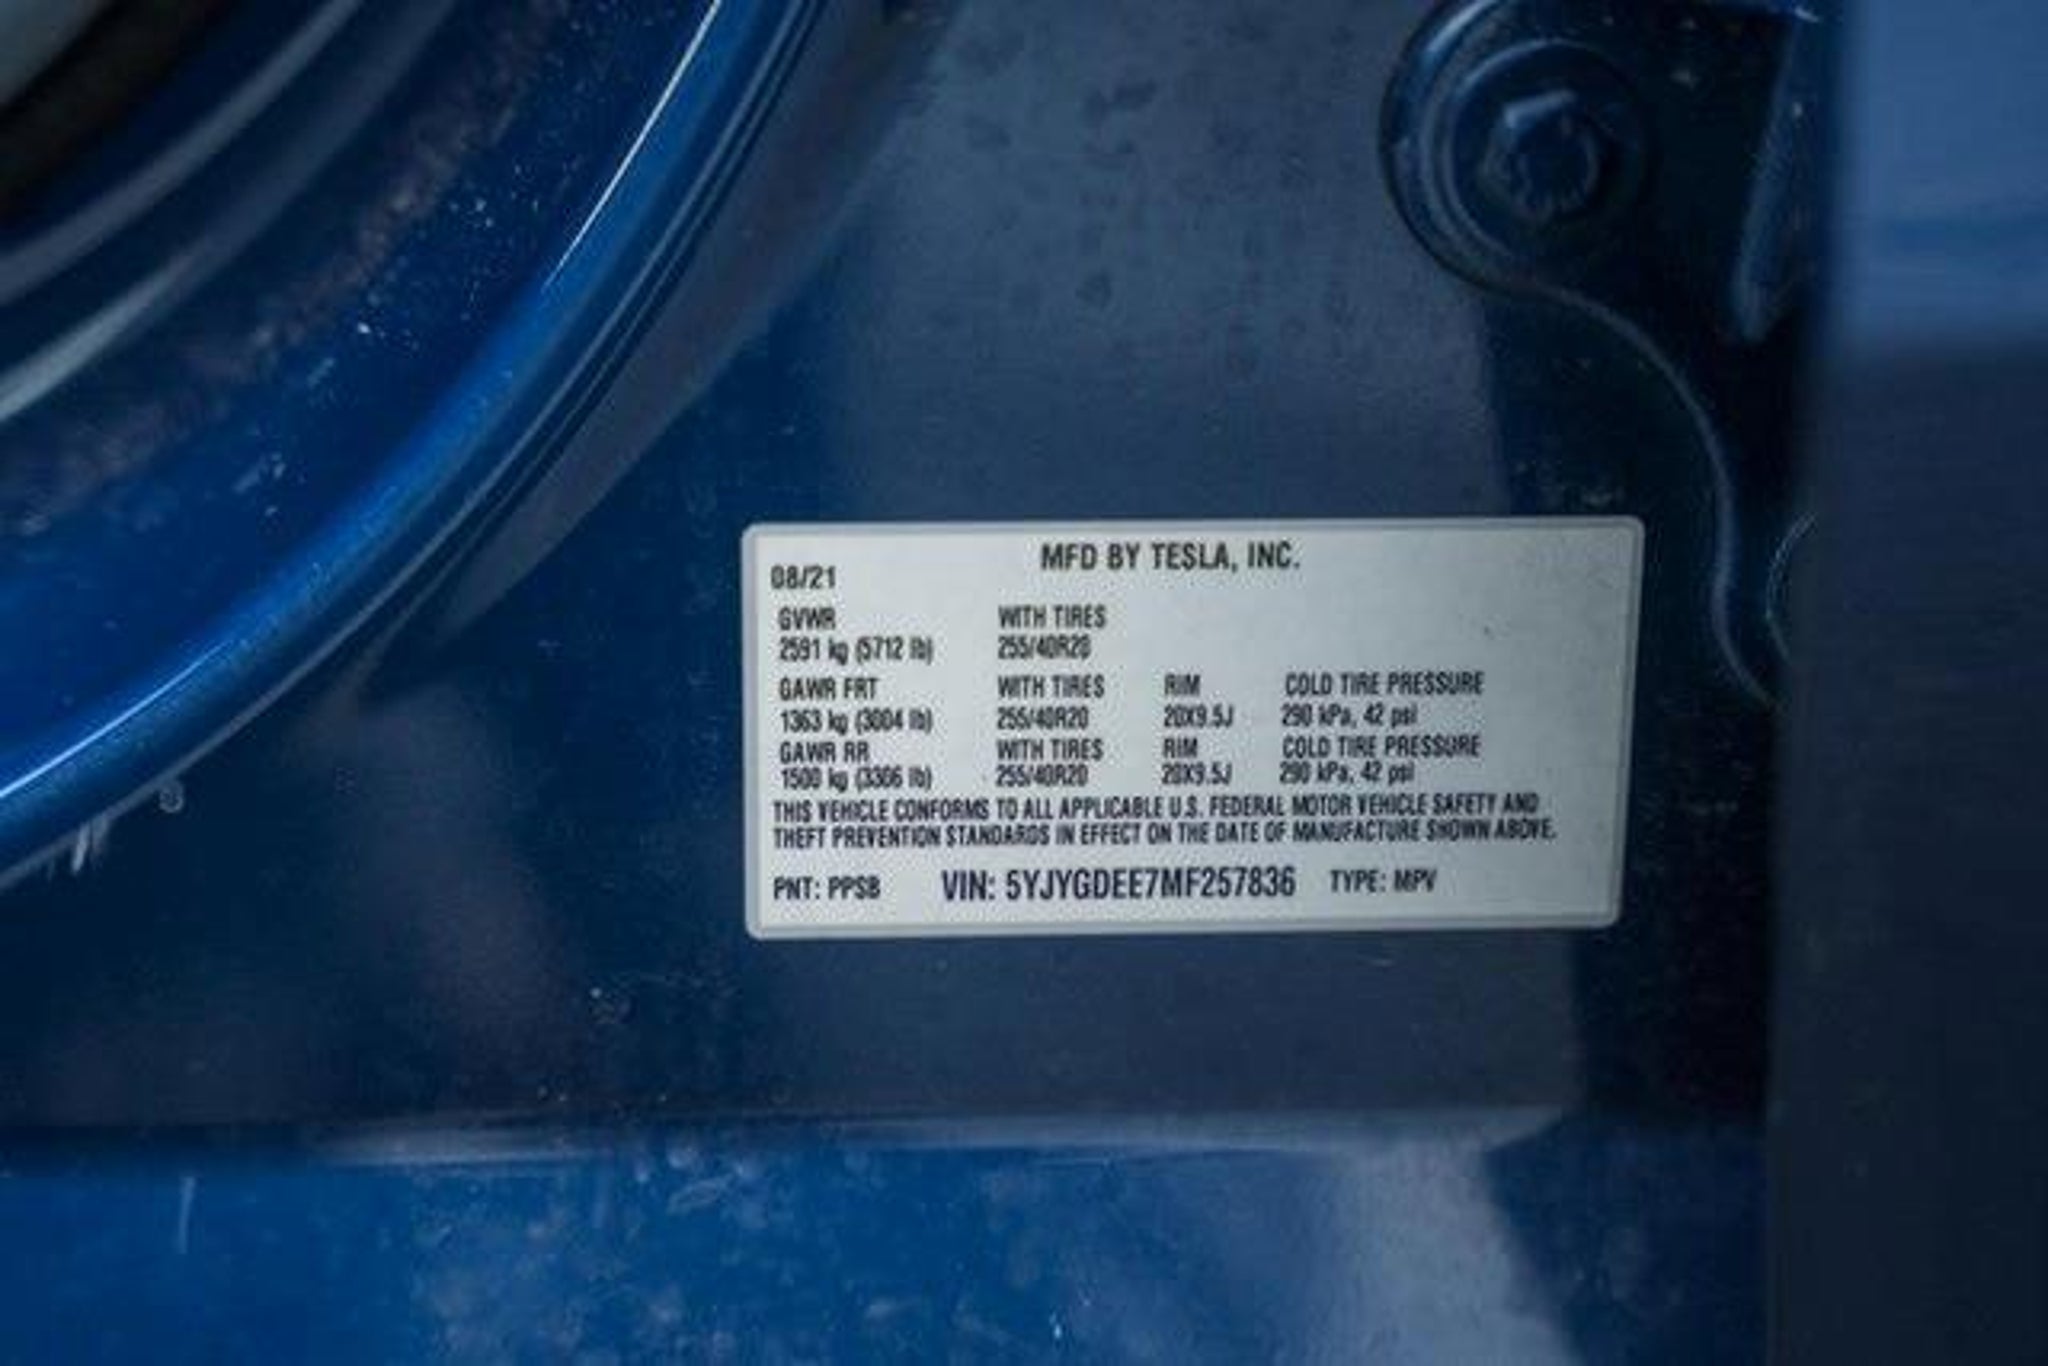 MFD BY TESLA, INC.
08/21
GVWR WITH TIRES
2591 kg (5712 lb) 255/40R20
GAWR FRT WITH TIRES RIM COLD TIRE PRESSURE
1363 kg (3004 lb) 255/40R20 20X9.5J 290 kPa, 42 psi
GAWR RR WITH TIRES RIM COLD TIRE PRESSURE
1500 kg (3306 lb) 255/40R20 20X9.5J 290 kPa, 42 psi
THIS VEHICLE CONFORMS TO ALL APPLICABLE U.S. FEDERAL MOTOR VEHICLE SAFETY AND
THEFT PREVENTION STANDARDS IN EFFECT ON THE DATE OF MANUFACTURE SHOWN ABOVE.
PNT: PPSB VIN: 5YJYGDEE7MF257836 TYPE: MPV